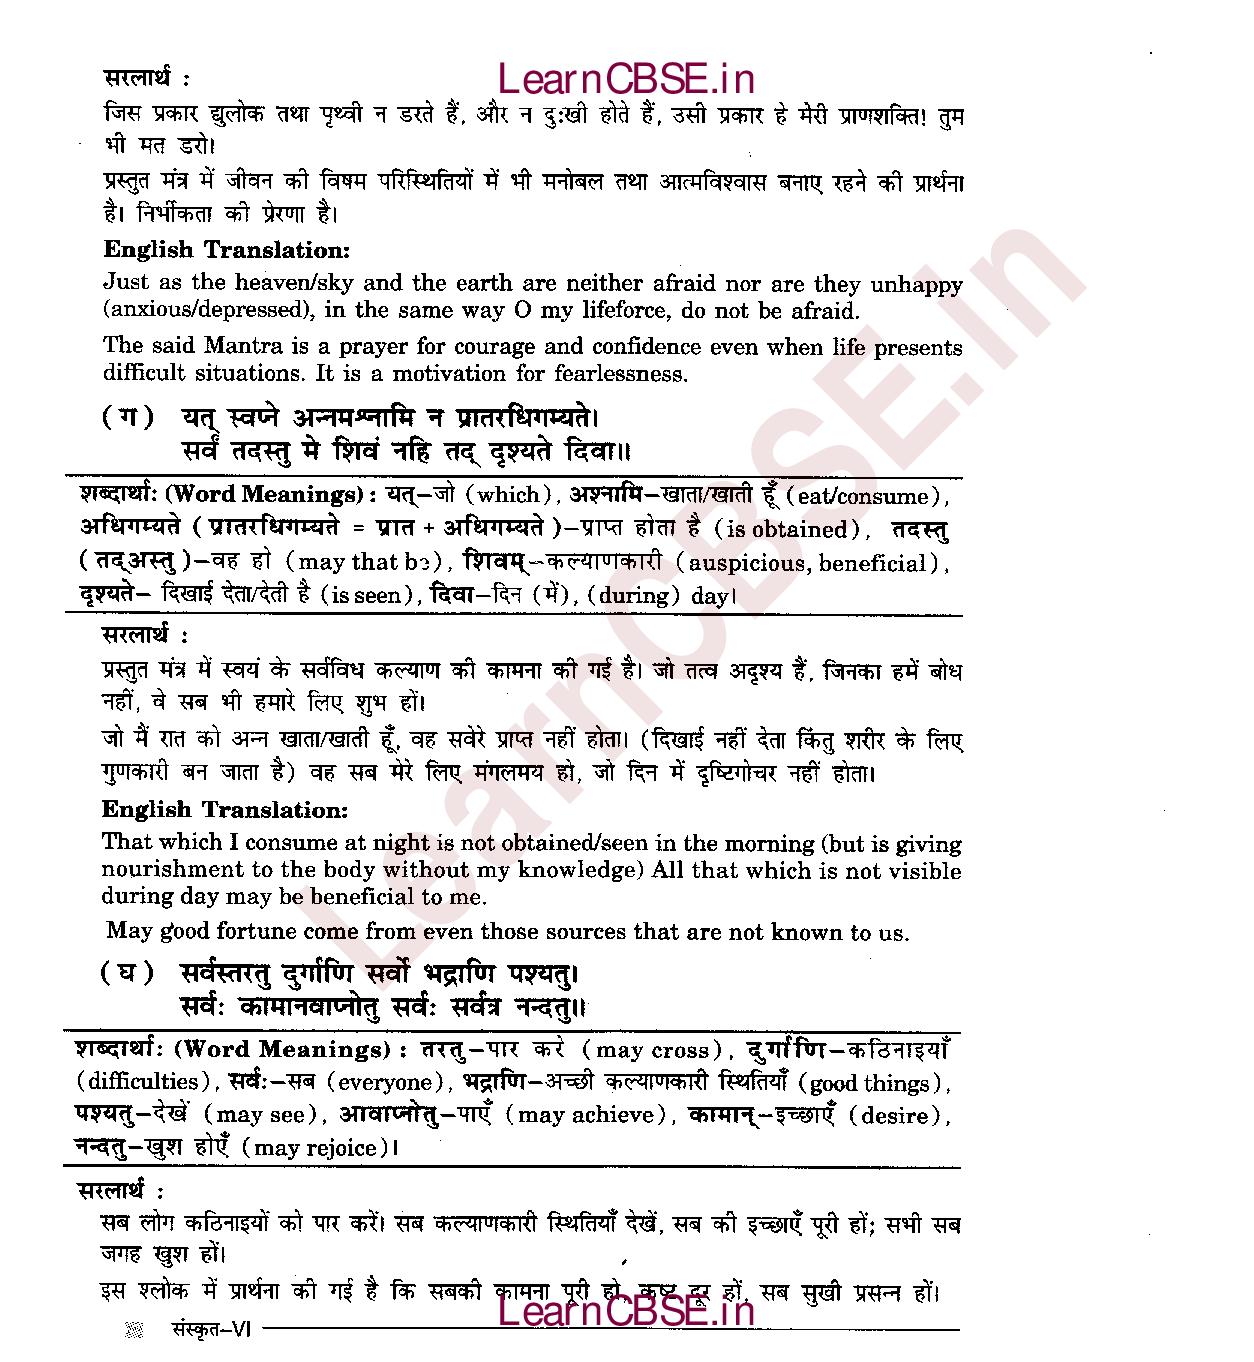 LearnCBSE.in
सरलार्थ :
जिस प्रकार द्युलोक तथा पृथ्वी न डरते हैं, और न दुःखी होते हैं, उसी प्रकार हे मेरी प्राणशक्ति! तुम
भी मत डरो।
प्रस्तुत मंत्र में जीवन की विषम परिस्थितियों में भी मनोबल तथा आत्मविश्वास बनाए रहने की प्रार्थना
है। निर्भीकता की प्रेरणा है।
English Translation:
Just as the heaven/sky and the earth are neither afraid nor are they unhappy
(anxious/depressed), in the same way O my lifeforce, do not be afraid.
The said Mantra is a prayer for courage and confidence even when life presents
difficult situations. It is a motivation for fearlessness.
(ग) यत् स्वप्ने अन्नमश्नामि न प्रातरधिगम्यते।
सर्वं तदस्तु मे शिवं नहि तद् दृश्यते दिवा॥
शब्दार्था: (Word Meanings) : यत्–जो (which), अश्नामि–खाता/खाती हूँ (eat/consume),
अधिगम्यते (प्रातरधिगम्यते = प्रात + अधिगम्यते)–प्राप्त होता है (is obtained), तदस्तु
(तद्अस्तु)–वह हो (may that be), शिवम्–कल्याणकारी (auspicious, beneficial),
दृश्यते– दिखाई देता/देती है (is seen), दिवा–दिन (में), (during) day।
सरलार्थ :
प्रस्तुत मंत्र में स्वयं के सर्वविध कल्याण की कामना की गई है। जो तत्व अदृश्य हैं, जिनका हमें बोध
नहीं, वे सब भी हमारे लिए शुभ हों।
जो मैं रात को अन्न खाता/खाती हूँ, वह सवेरे प्राप्त नहीं होता। (दिखाई नहीं देता किंतु शरीर के लिए
गुणकारी बन जाता है) वह सब मेरे लिए मंगलमय हो, जो दिन में दृष्टिगोचर नहीं होता।
English Translation:
That which I consume at night is not obtained/seen in the morning (but is giving
nourishment to the body without my knowledge) All that which is not visible
during day may be beneficial to me.
May good fortune come from even those sources that are not known to us.
(घ) सर्वस्तरतु दुर्गाणि सर्वो भद्राणि पश्यतु।
सर्व: कामानवाप्नोतु सर्व: सर्वत्र नन्दतु॥
शब्दार्था: (Word Meanings) : तरतु–पार करे (may cross), दुर्गाणि–कठिनाइयाँ
(difficulties), सर्व:–सब (everyone), भद्राणि–अच्छी कल्याणकारी स्थितियाँ (good things),
पश्यतु–देखें (may see), आवाप्नोतु–पाएँ (may achieve), कामान्–इच्छाएँ (desire),
नन्दतु–खुश होएँ (may rejoice)।
सरलार्थ :
सब लोग कठिनाइयों को पार करें। सब कल्याणकारी स्थितियाँ देखें, सब की इच्छाएँ पूरी हों; सभी सब
जगह खुश हों।
इस श्लोक में प्रार्थना की गई है कि सबकी कामना पूरी हो, कष्ट दूर हों, सब सुखी प्रसन्न हों।
LearnCBSE.in
संस्कृत–VI
LearnCBSE.in